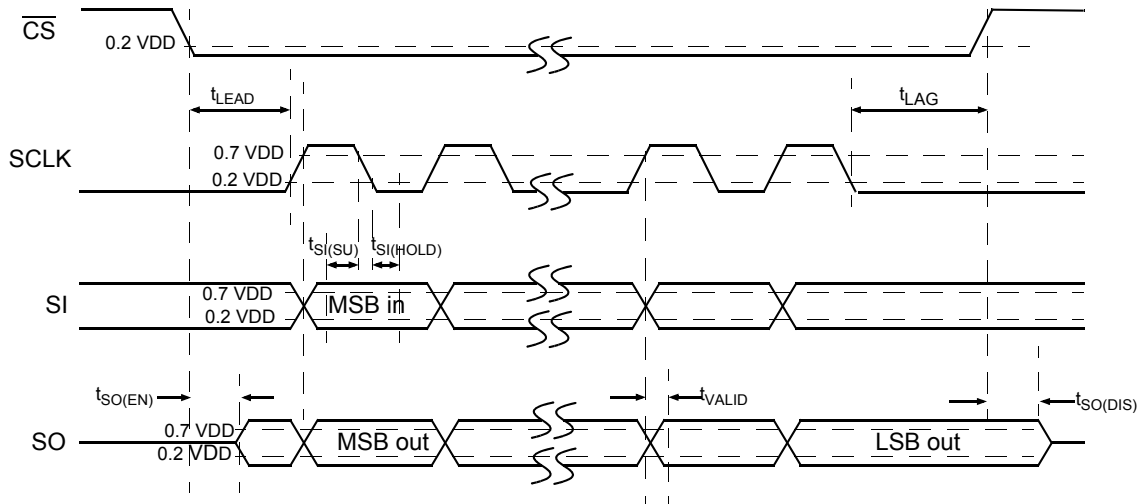 CS
0.2 VDD
tLEAD
tLAG
SCLK
0.7 VDD
0.2 VDD
tSI(SU)
tSI(HOLD)
SI
0.7 VDD
0.2 VDD
MSB in
tSO(EN)
tVALID
tSO(DIS)
SO
0.7 VDD
0.2 VDD
MSB out
LSB out